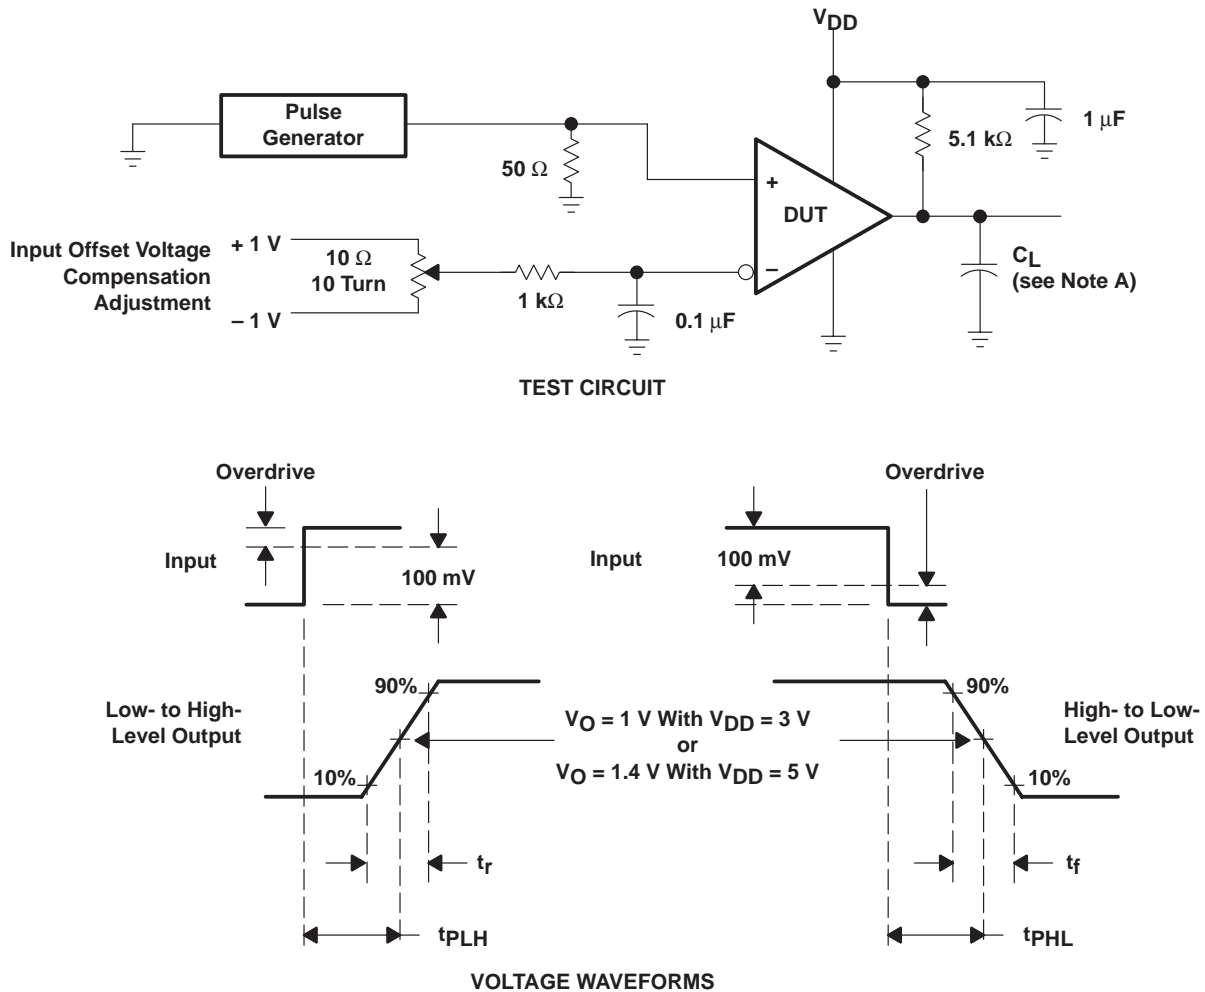 VDD
Pulse
Generator
50 Ω
5.1 kΩ
1 μF
+
DUT
–
Input Offset Voltage
Compensation
Adjustment
+ 1 V
10 Ω
10 Turn
– 1 V
1 kΩ
0.1 μF
CL
(see Note A)
TEST CIRCUIT
Overdrive
Input
100 mV
Overdrive
Input
100 mV
Low- to High-
Level Output
90%
10%
VO = 1 V With VDD = 3 V
or
VO = 1.4 V With VDD = 5 V
90%
10%
High- to Low-
Level Output
tr
tf
tPLH
tPHL
VOLTAGE WAVEFORMS